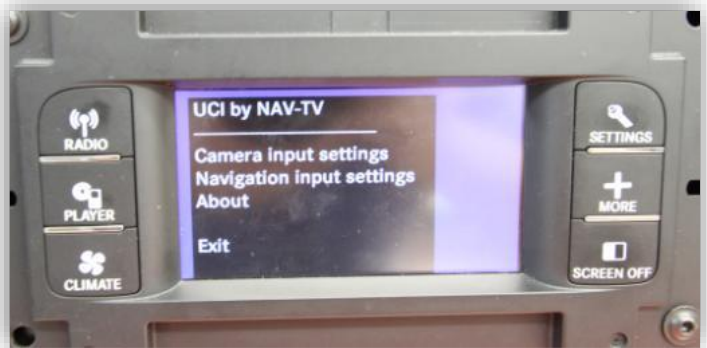 RADIO
PLAYER
CLIMATE
UCI by NAV-TV
Camera input settings
Navigation input settings
About
Exit
SETTINGS
MORE
SCREEN OFF